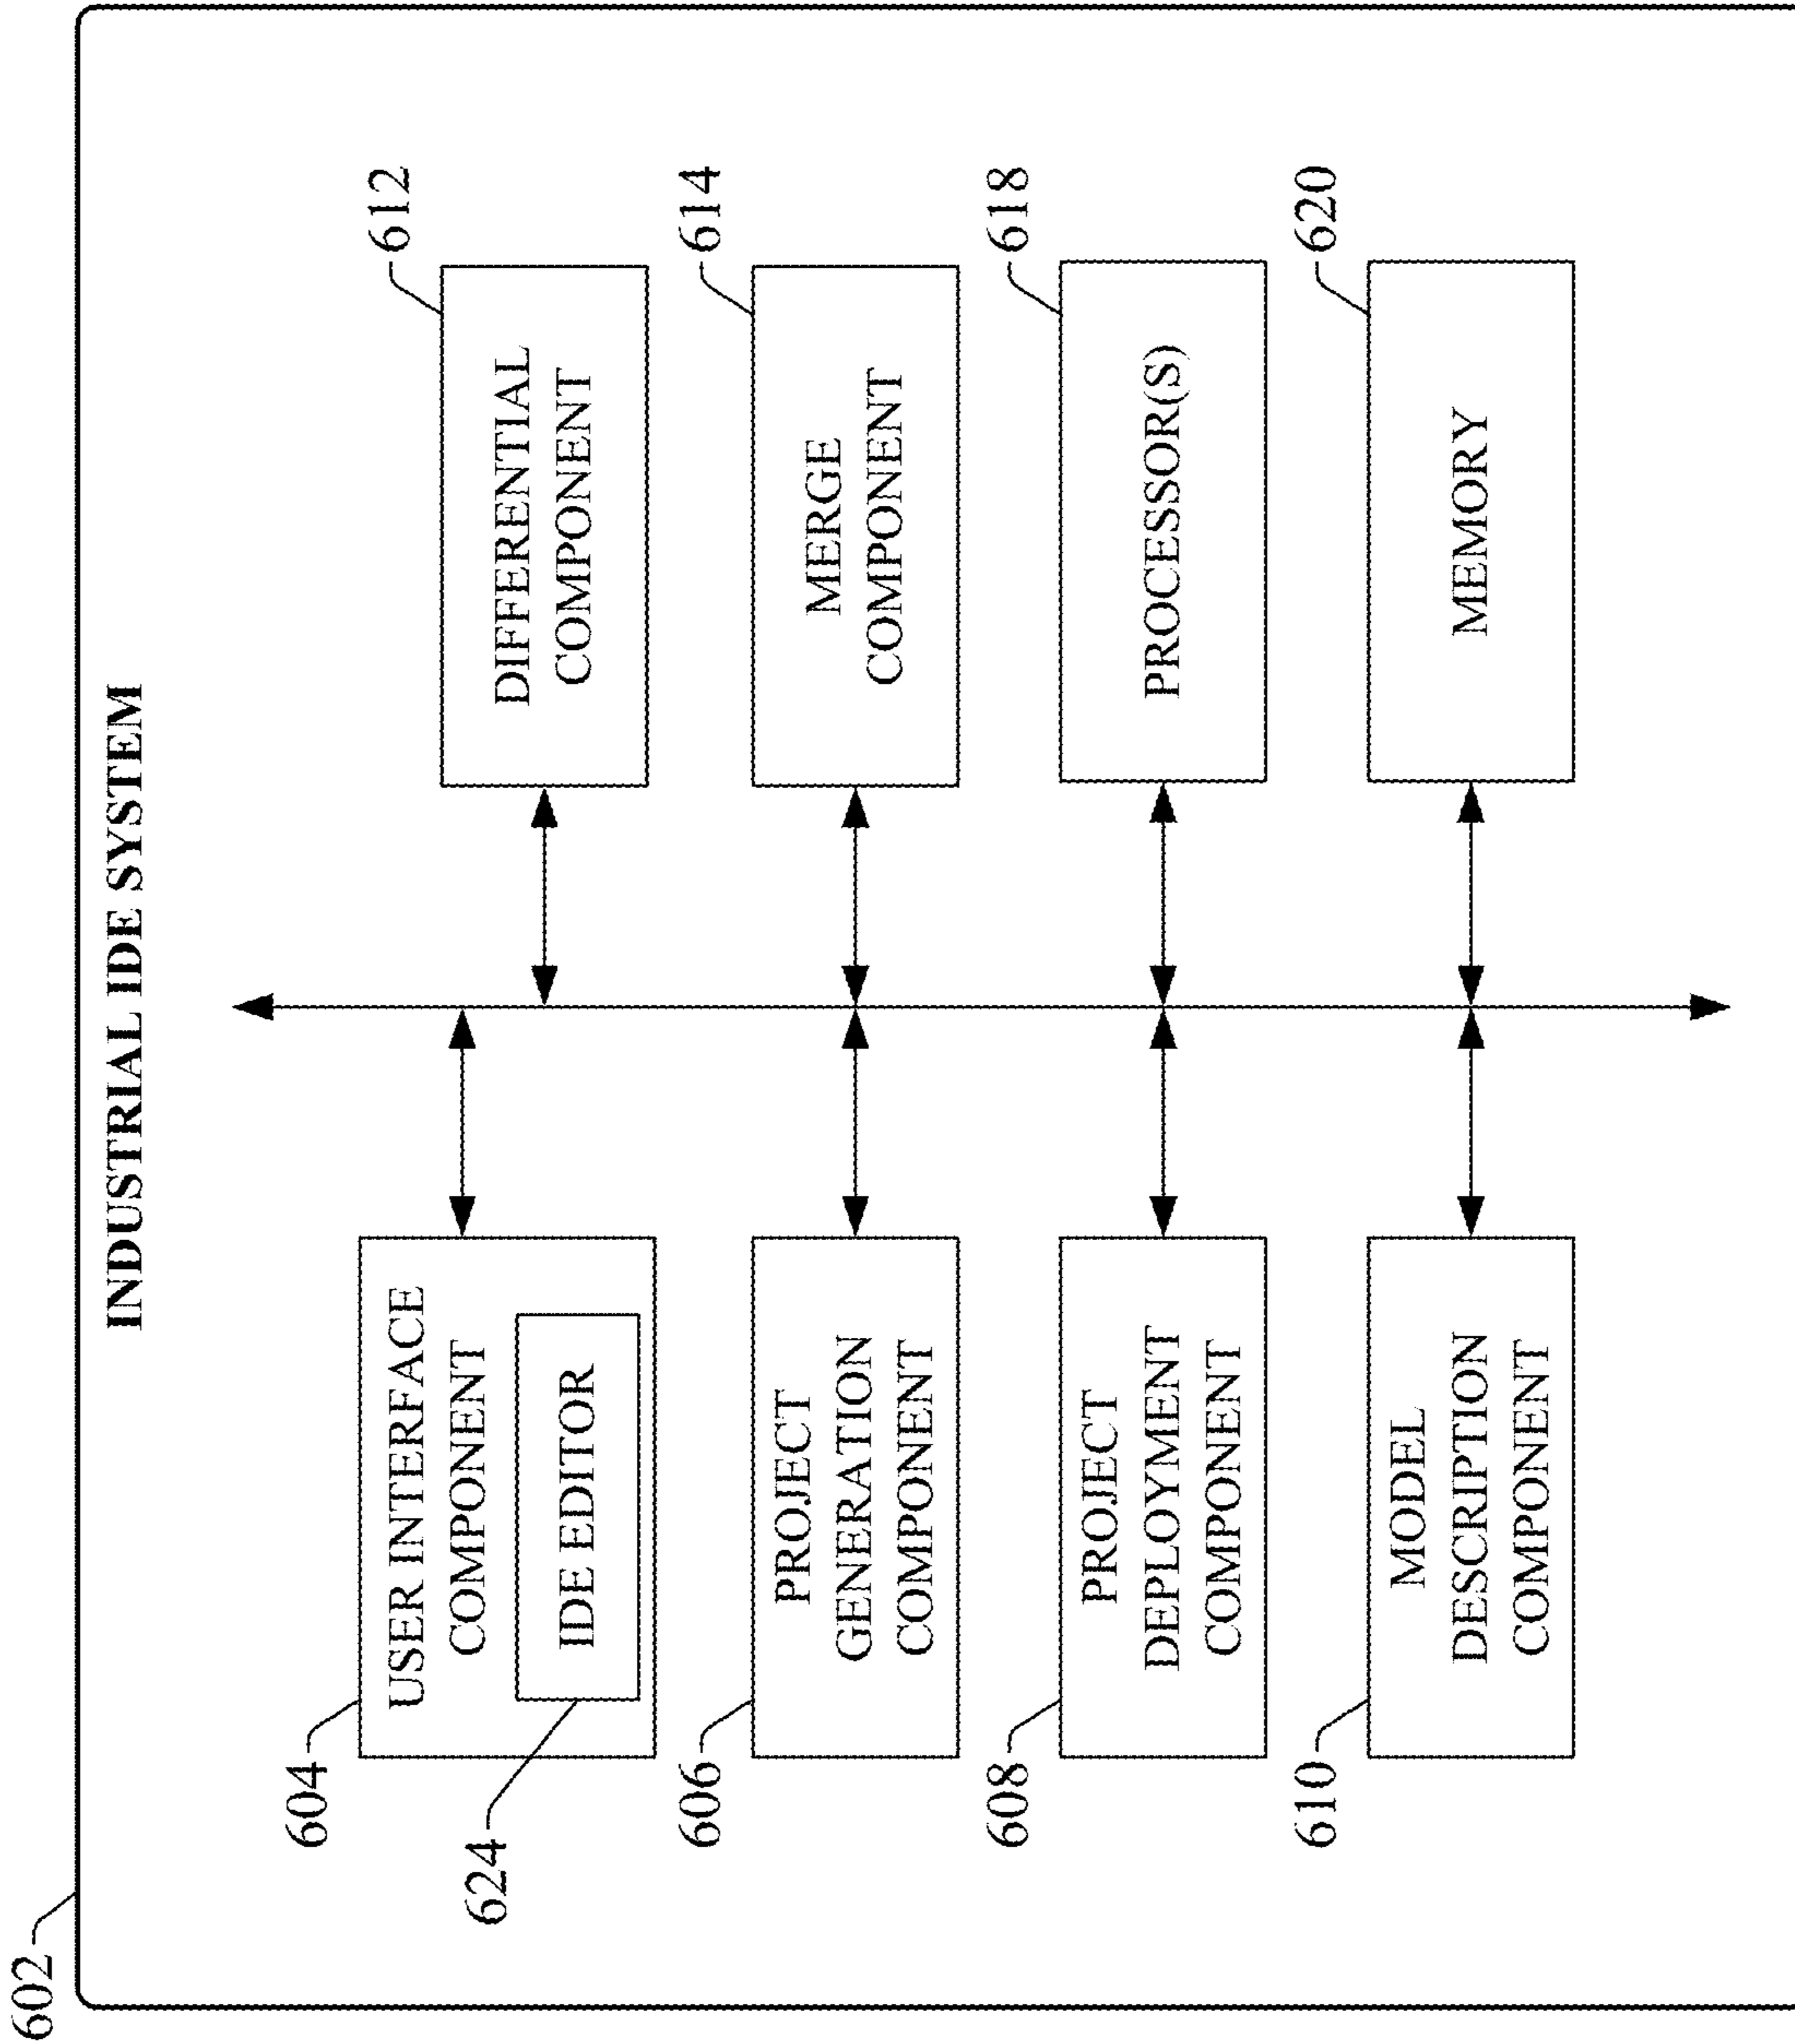 602
INDUSTRIAL IDE SYSTEM
604
USER INTERFACE
COMPONENT
624
IDE EDITOR
606
PROJECT
GENERATION
COMPONENT
608
PROJECT
DEPLOYMENT
COMPONENT
610
MODEL
DESCRIPTION
COMPONENT
612
DIFFERENTIAL
COMPONENT
614
MERGE
COMPONENT
618
PROCESSOR(S)
620
MEMORY